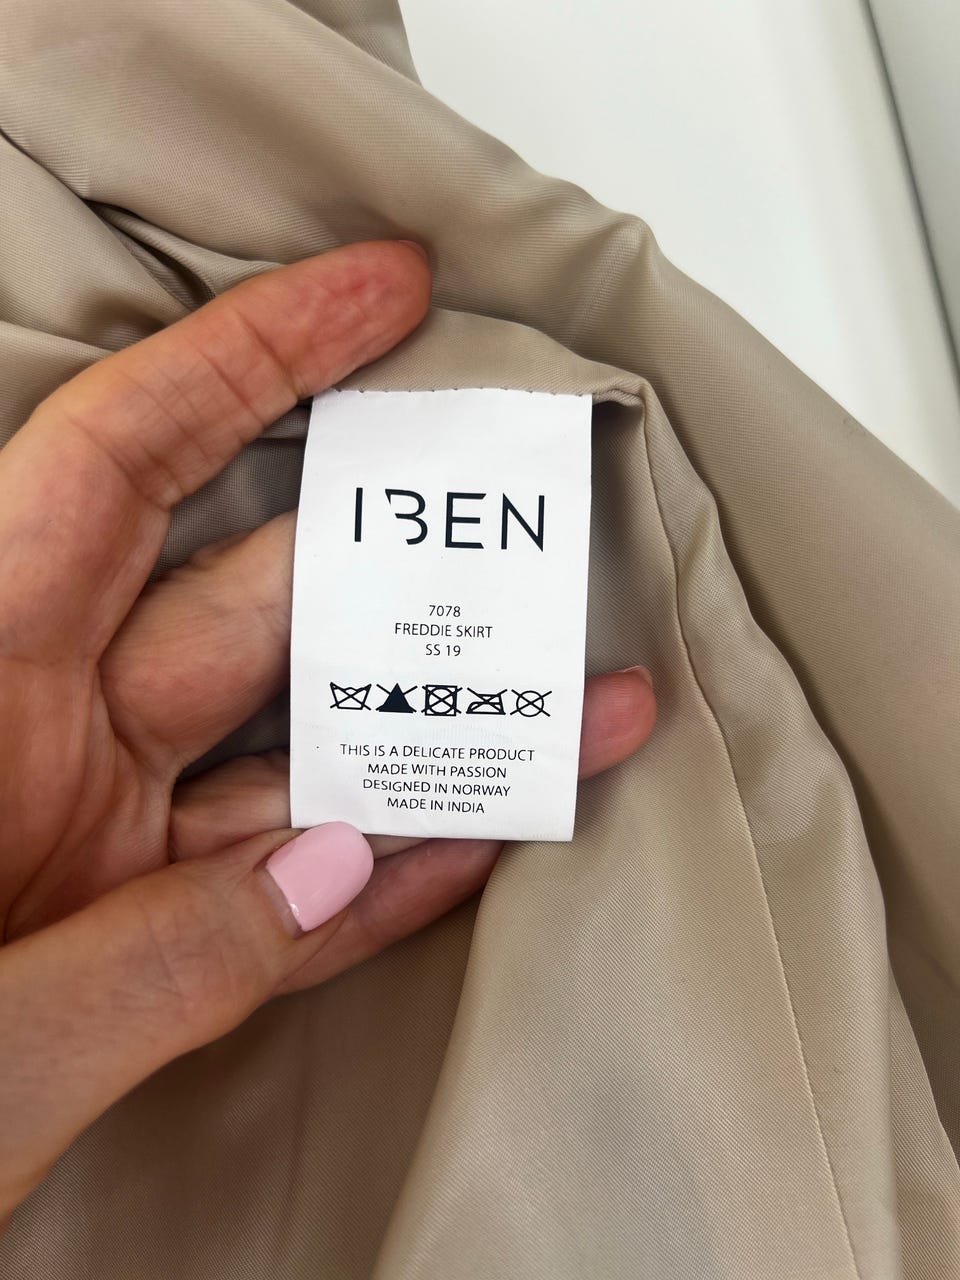 IBEN
7078
FREDDIE SKIRT
SS 19
THIS IS A DELICATE PRODUCT
MADE WITH PASSION
DESIGNED IN NORWAY
MADE IN INDIA